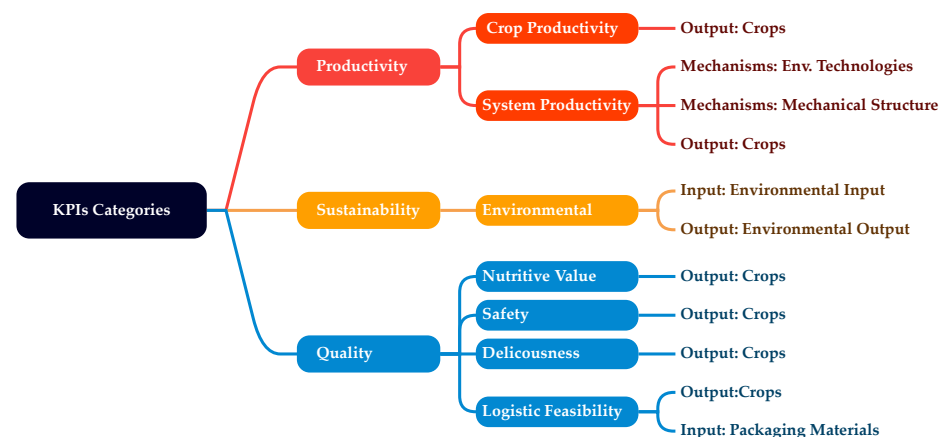 KPIs Categories
Productivity
Crop Productivity
Output: Crops
System Productivity
Mechanisms: Env. Technologies
Mechanisms: Mechanical Structure
Output: Crops
Sustainability
Environmental
Input: Environmental Input
Output: Environmental Output
Quality
Nutritive Value
Output: Crops
Safety
Output: Crops
Delicousness
Output: Crops
Logistic Feasibility
Output:Crops
Input: Packaging Materials